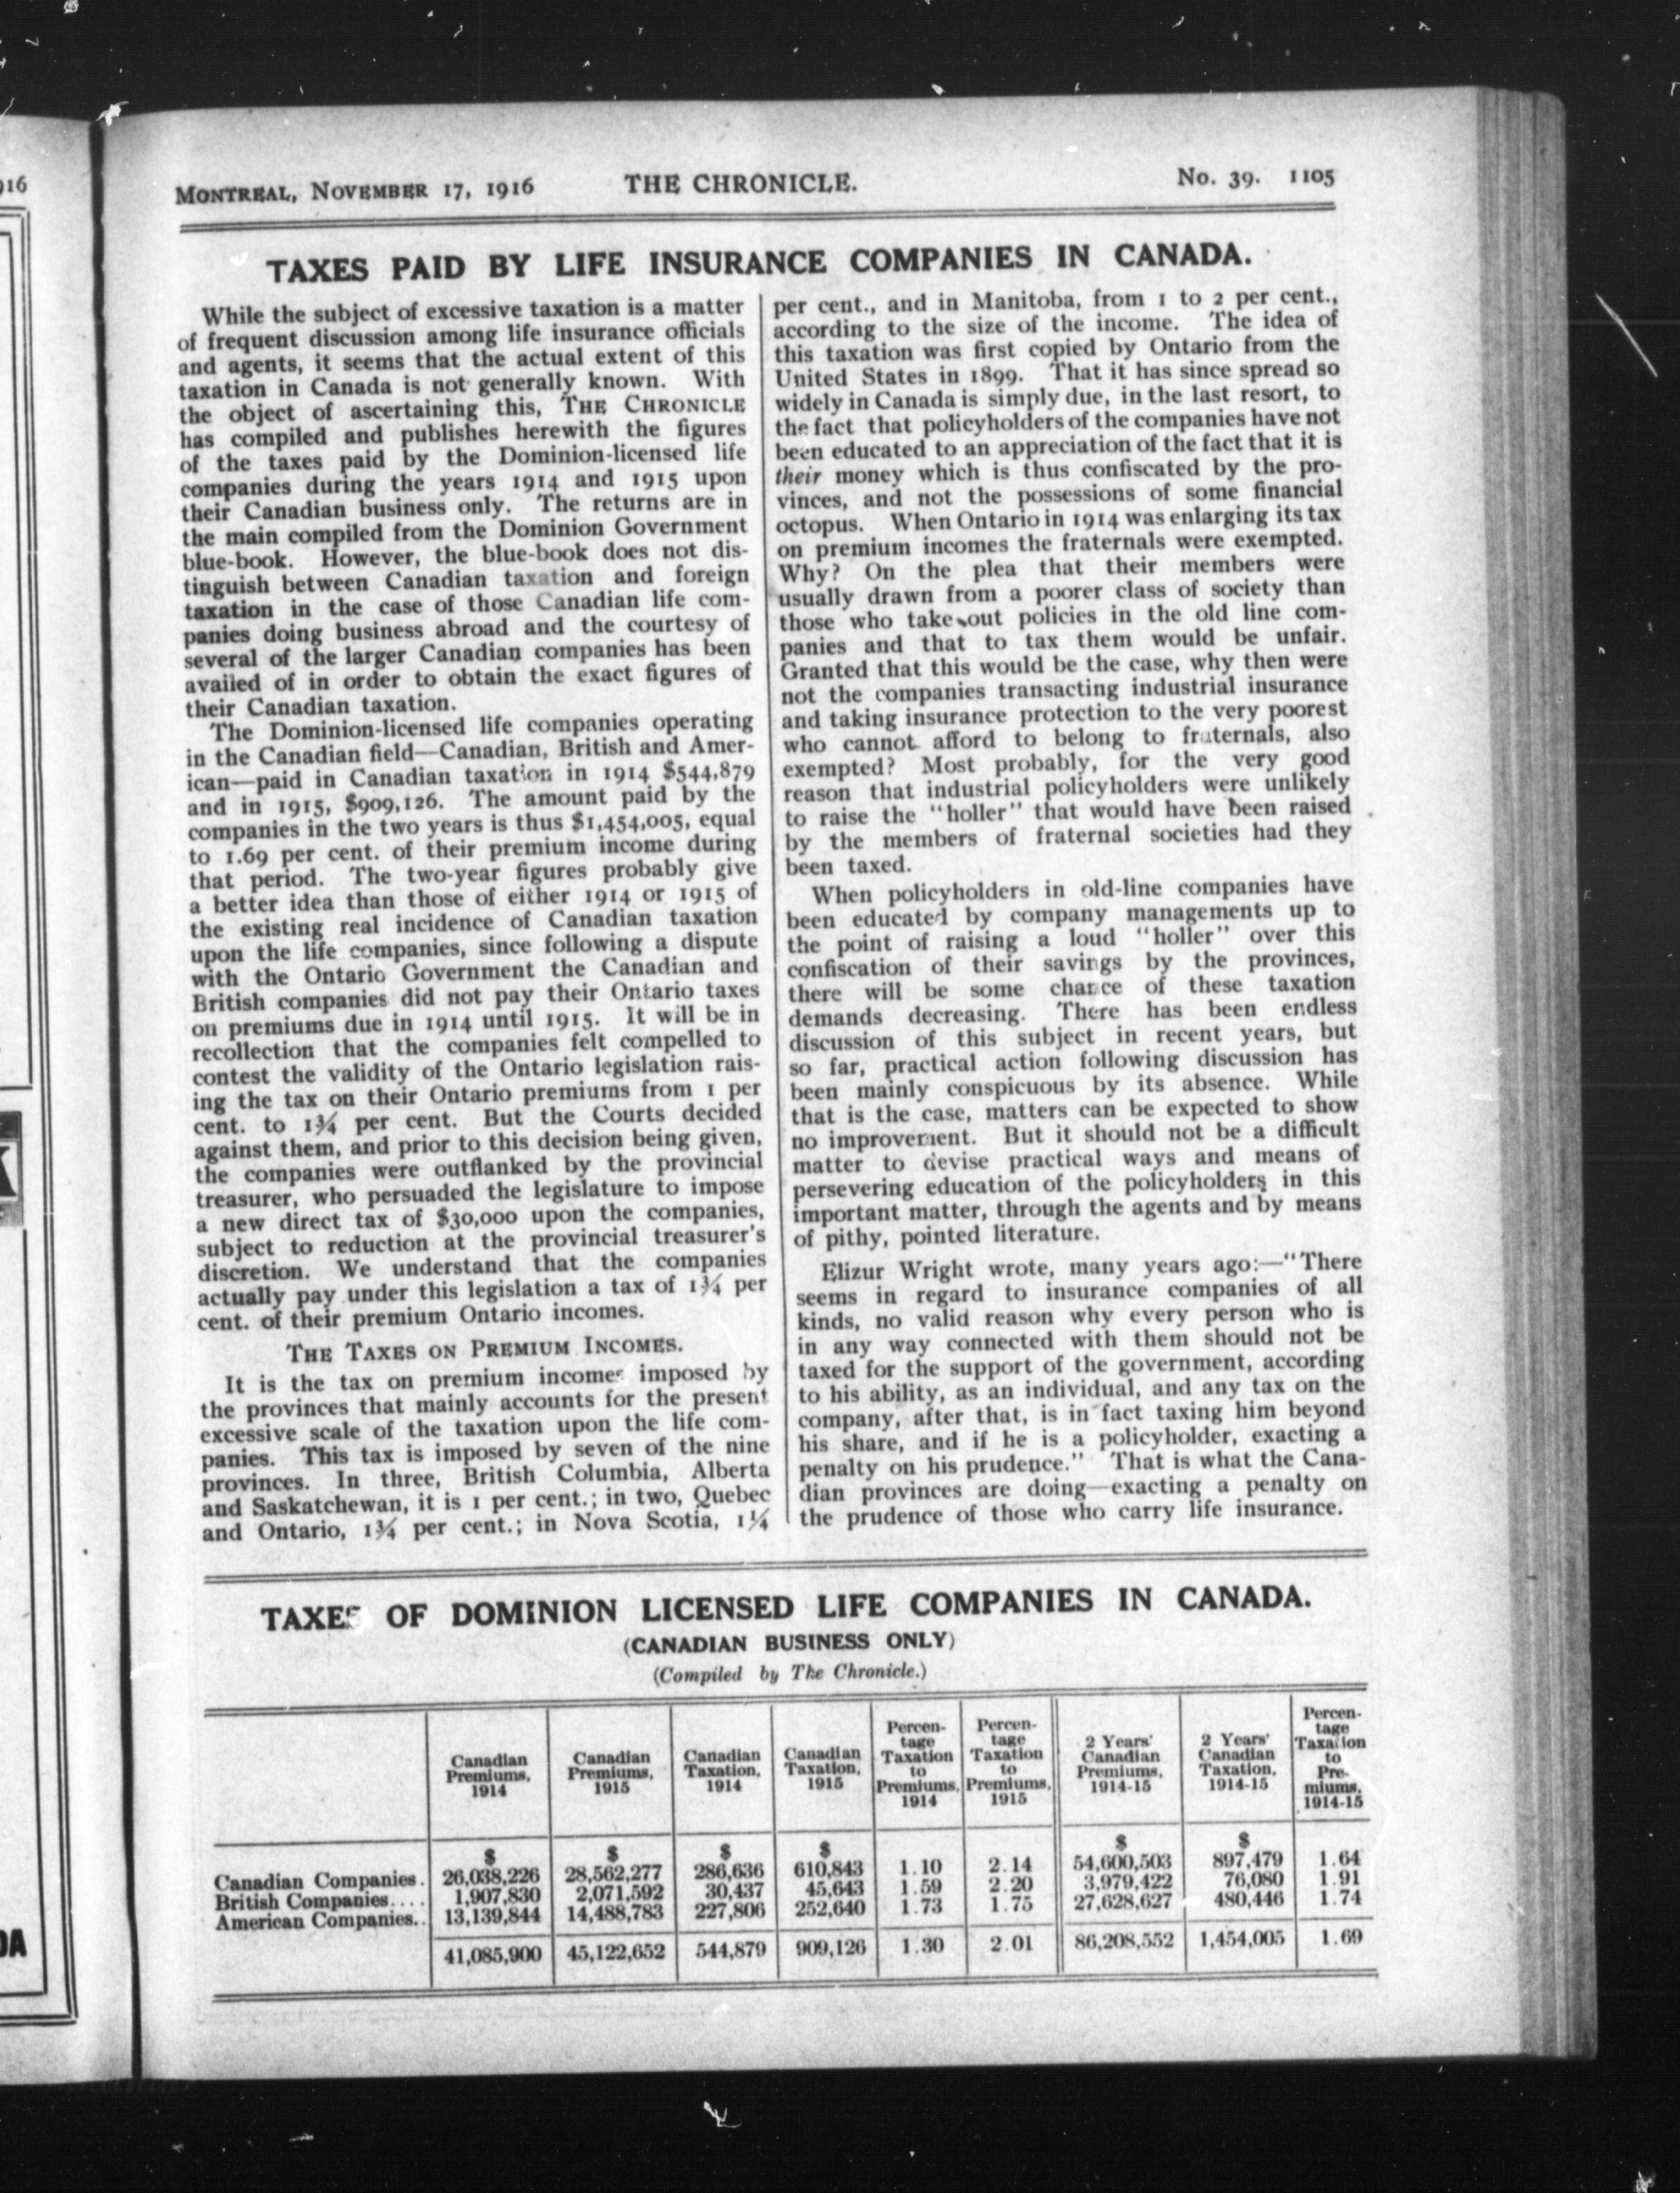 916
MONTREAL, NOVEMBER 17, 1916 THE CHRONICLE. No. 39. 1105
TAXES PAID BY LIFE INSURANCE COMPANIES IN CANADA.
While the subject of excessive taxation is a matter
of frequent discussion among life insurance officials
and agents, it seems that the actual extent of this
taxation in Canada is not generally known. With
the object of ascertaining this, THE CHRONICLE
has compiled and publishes herewith the figures
of the taxes paid by the Dominion-licensed life
companies during the years 1914 and 1915 upon
their Canadian business only. The returns are in
the main compiled from the Dominion Government
blue-book. However, the blue-book does not dis-
tinguish between Canadian taxation and foreign
taxation in the case of those Canadian life com-
panies doing business abroad and the courtesy of
several of the larger Canadian companies has been
availed of in order to obtain the exact figures of
their Canadian taxation.
The Dominion-licensed life companies operating
in the Canadian field—Canadian, British and Amer-
ican—paid in Canadian taxation in 1914 $544,879
and in 1915, $909,126. The amount paid by the
companies in the two years is thus $1,454,005, equal
to 1.69 per cent. of their premium income during
that period. The two-year figures probably give
a better idea than those of either 1914 or 1915 of
the existing real incidence of Canadian taxation
upon the life companies, since following a dispute
with the Ontario Government the Canadian and
British companies did not pay their Ontario taxes
on premiums due in 1914 until 1915. It will be in
recollection that the companies felt compelled to
contest the validity of the Ontario legislation rais-
ing the tax on their Ontario premiums from 1 per
cent. to 1¾ per cent. But the Courts decided
against them, and prior to this decision being given,
the companies were outflanked by the provincial
treasurer, who persuaded the legislature to impose
a new direct tax of $30,000 upon the companies,
subject to reduction at the provincial treasurer's
discretion. We understand that the companies
actually pay under this legislation a tax of 1¾ per
cent. of their premium Ontario incomes.
THE TAXES ON PREMIUM INCOMES.
It is the tax on premium incomes imposed by
the provinces that mainly accounts for the present
excessive scale of the taxation upon the life com-
panies. This tax is imposed by seven of the nine
provinces. In three, British Columbia, Alberta
and Saskatchewan, it is 1 per cent.; in two, Quebec
and Ontario, 1¾ per cent.; in Nova Scotia, 1¼
per cent., and in Manitoba, from 1 to 2 per cent.,
according to the size of the income. The idea of
this taxation was first copied by Ontario from the
United States in 1899. That it has since spread so
widely in Canada is simply due, in the last resort, to
the fact that policyholders of the companies have not
been educated to an appreciation of the fact that it is
their money which is thus confiscated by the pro-
vinces, and not the possessions of some financial
octopus. When Ontario in 1914 was enlarging its tax
on premium incomes the fraternals were exempted.
Why? On the plea that their members were
usually drawn from a poorer class of society than
those who take out policies in the old line com-
panies and that to tax them would be unfair.
Granted that this would be the case, why then were
not the companies transacting industrial insurance
and taking insurance protection to the very poorest
who cannot afford to belong to fraternals, also
exempted? Most probably, for the very good
reason that industrial policyholders were unlikely
to raise the "holler" that would have been raised
by the members of fraternal societies had they
been taxed.
When policyholders in old-line companies have
been educated by company managements up to
the point of raising a loud "holler" over this
confiscation of their savings by the provinces,
there will be some chance of these taxation
demands decreasing. There has been endless
discussion of this subject in recent years, but
so far, practical action following discussion has
been mainly conspicuous by its absence. While
that is the case, matters can be expected to show
no improvement. But it should not be a difficult
matter to devise practical ways and means of
persevering education of the policyholders in this
important matter, through the agents and by means
of pithy, pointed literature.
Elizur Wright wrote, many years ago:—"There
seems in regard to insurance companies of all
kinds, no valid reason why every person who is
in any way connected with them should not be
taxed for the support of the government, according
to his ability, as an individual, and any tax on the
company, after that, is in fact taxing him beyond
his share, and if he is a policyholder, exacting a
penalty on his prudence." That is what the Cana-
dian provinces are doing—exacting a penalty on
the prudence of those who carry life insurance.
TAXES OF DOMINION LICENSED LIFE COMPANIES IN CANADA.
(CANADIAN BUSINESS ONLY)
(Compiled by The Chronicle.)
Canadian Premiums, 1914 Canadian Premiums, 1915 Canadian Taxation, 1914 Canadian Taxation, 1915 Percen-tage Taxation to Premiums, 1914 Percen-tage Taxation to Premiums, 1915 2 Years' Canadian Premiums, 1914-15 2 Years' Canadian Taxation, 1914-15 Percen-tage Taxation to Pre-miums, 1914-15
$ $ $ $ $ $
Canadian Companies. 26,038,226 28,562,277 286,636 610,843 1.10 2.14 54,600,503 897,479 1.64
British Companies.... 1,907,830 2,071,592 30,437 45,643 1.59 2.20 3,979,422 76,080 1.91
American Companies.. 13,139,844 14,488,783 227,806 252,640 1.73 1.75 27,628,627 480,446 1.74
41,085,900 45,122,652 544,879 909,126 1.30 2.01 86,208,552 1,454,005 1.69
DA